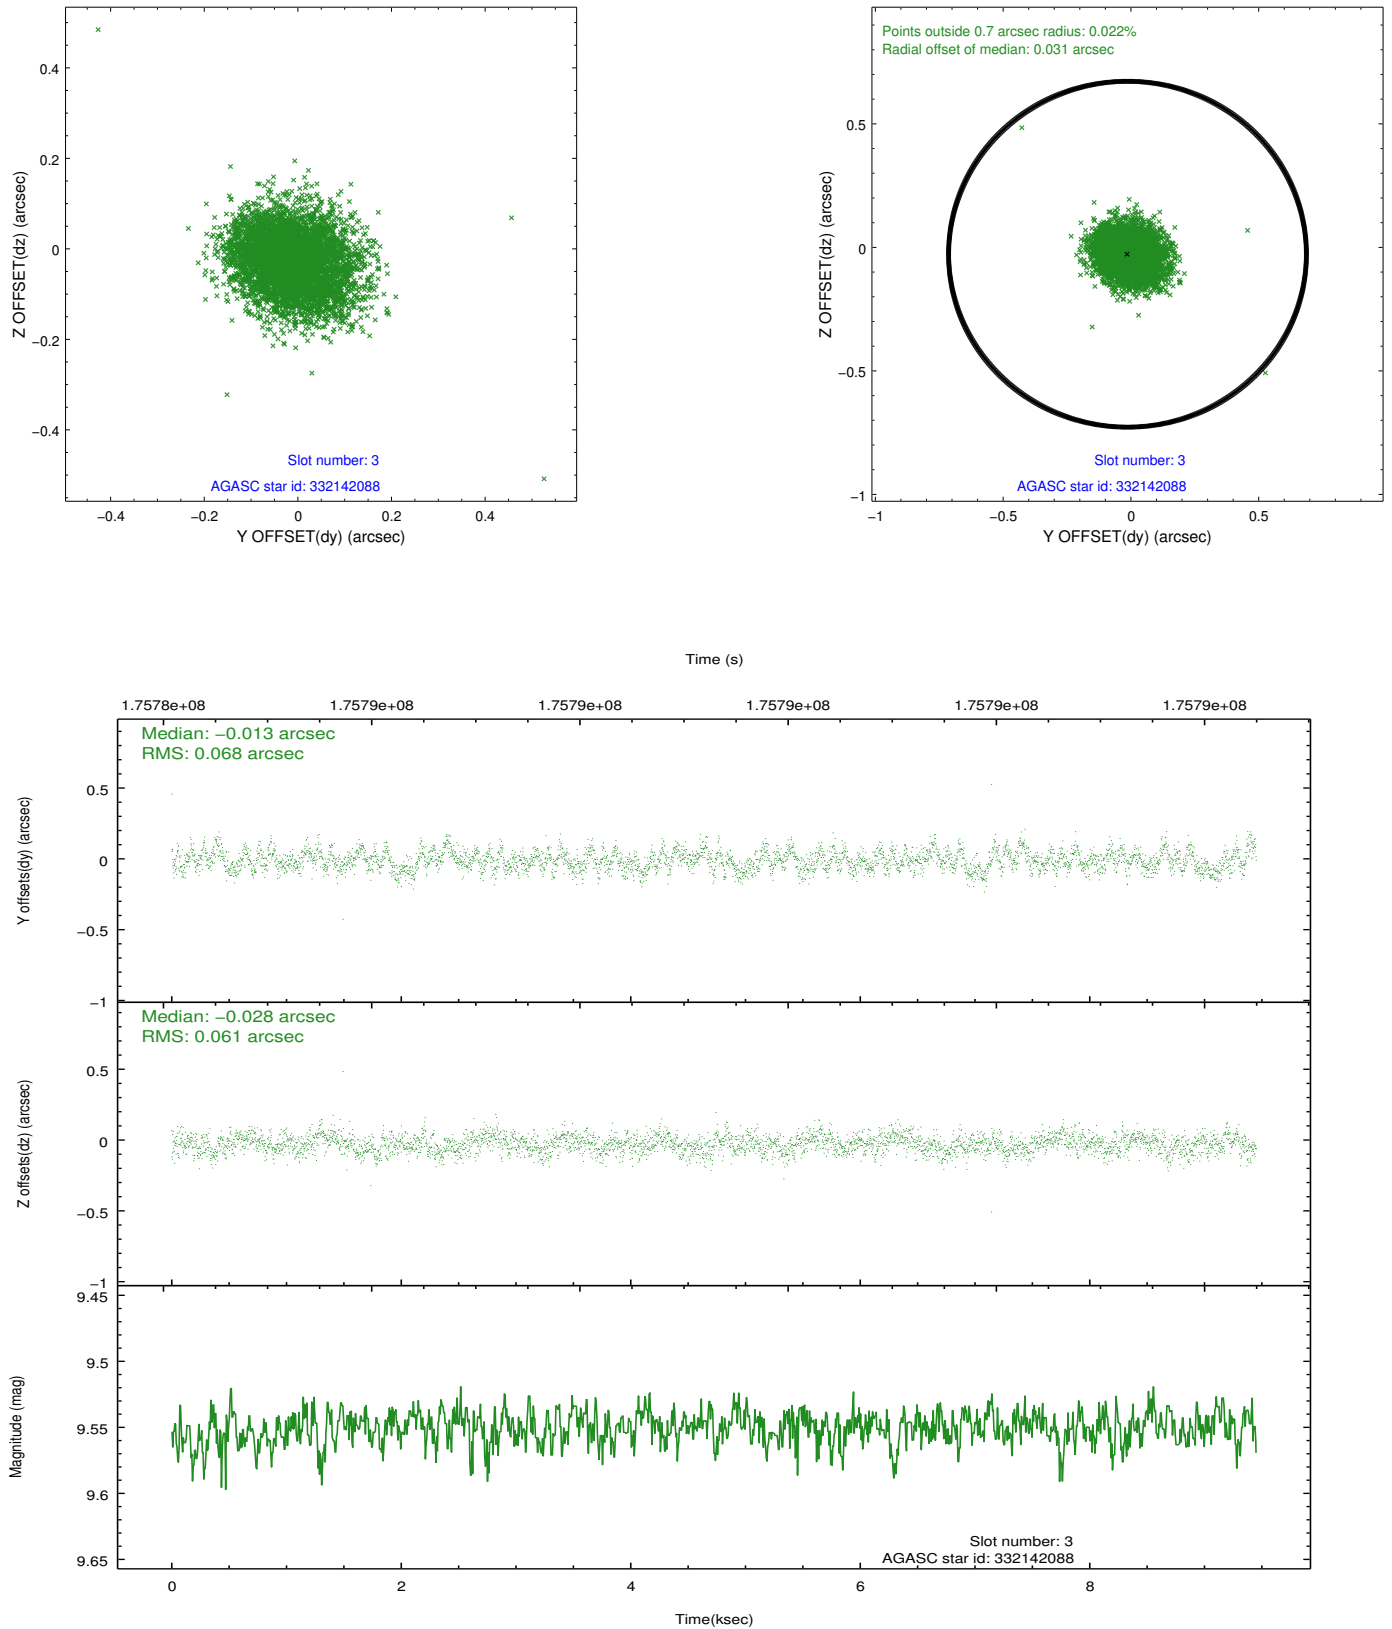 0.4
0.2
0
−0.2
−0.4
Z OFFSET(dz) (arcsec)
Slot number: 3
AGASC star id: 332142088
−0.4 −0.2 0 0.2 0.4
Y OFFSET(dy) (arcsec)
Points outside 0.7 arcsec radius: 0.022%
Radial offset of median: 0.031 arcsec
0.5
0
−0.5
−1
Z OFFSET(dz) (arcsec)
Slot number: 3
AGASC star id: 332142088
−1 −0.5 0 0.5
Y OFFSET(dy) (arcsec)
Time (s)
1.7578e+08 1.7579e+08 1.7579e+08 1.7579e+08 1.7579e+08 1.7579e+08
Median: −0.013 arcsec
RMS: 0.068 arcsec
0.5
0
−0.5
−1
Y offsets(dy) (arcsec)
Median: −0.028 arcsec
RMS: 0.061 arcsec
0.5
0
−0.5
−1
Z offsets(dz) (arcsec)
9.45
9.5
9.55
9.6
9.65
Magnitude (mag)
Slot number: 3
AGASC star id: 332142088
0 2 4 6 8
Time(ksec)